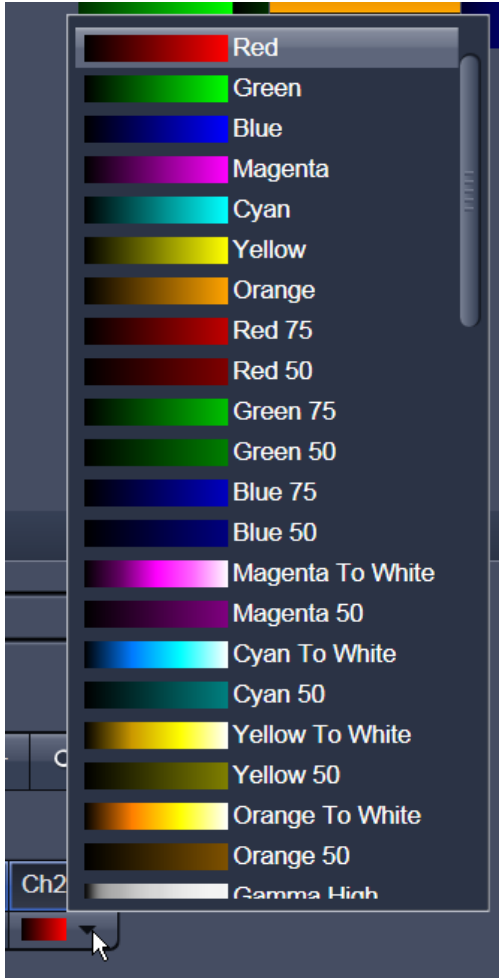 Red
Green
Blue
Magenta
Cyan
Yellow
Orange
Red 75
Red 50
Green 75
Green 50
Blue 75
Blue 50
Magenta To White
Magenta 50
Cyan To White
Cyan 50
Yellow To White
Yellow 50
Orange To White
Orange 50
Ch2
Gamma High